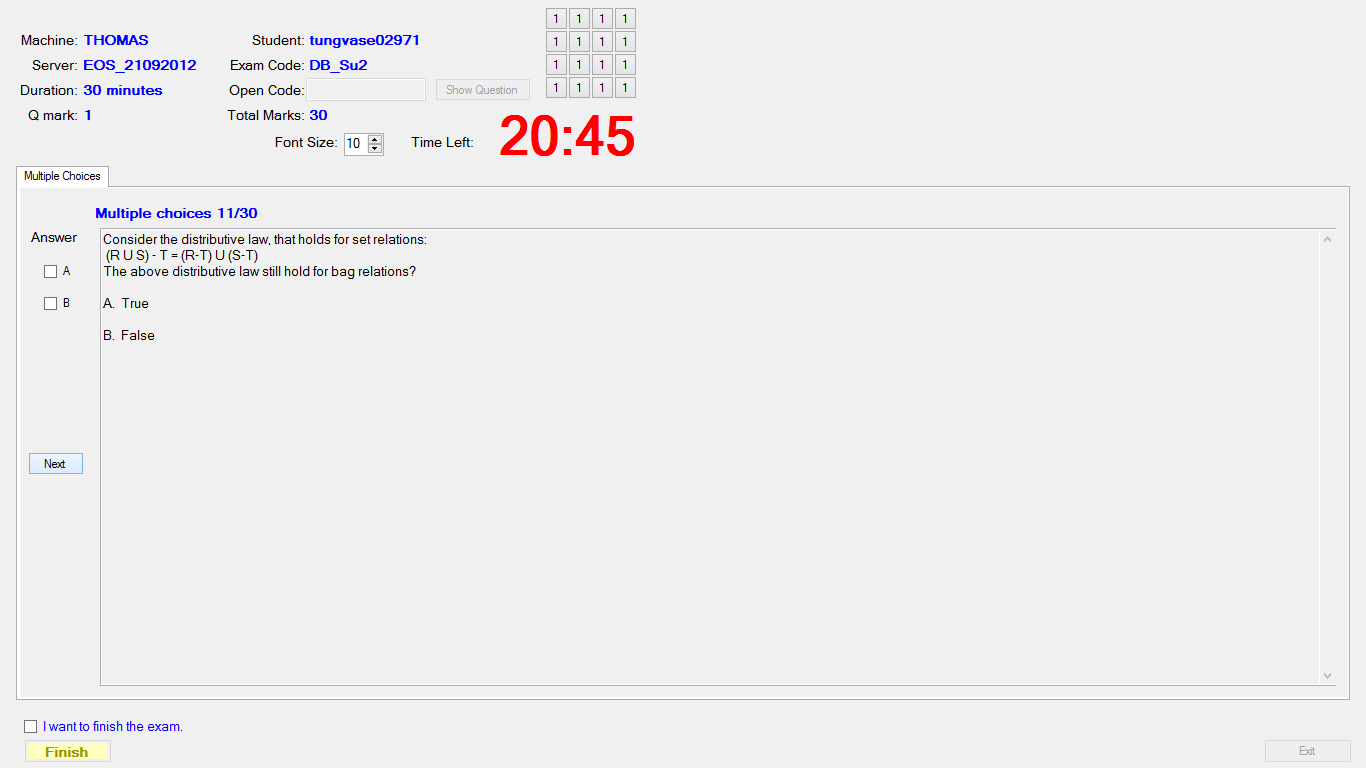 1 1 1 1
Machine: THOMAS Student: tungvase02971 1 1 1 1
Server: EOS_21092012 Exam Code: DB_Su2 1 1 1 1
Duration: 30 minutes Open Code: Show Question 1 1 1 1
Q mark: 1 Total Marks: 30
Font Size: 10 Time Left: 20:45
Multiple Choices
Multiple choices 11/30
Answer
Consider the distributive law, that holds for set relations:
(R U S) - T = (R-T) U (S-T)
A The above distributive law still hold for bag relations?
B A. True
B. False
Next
I want to finish the exam.
Finish Exit